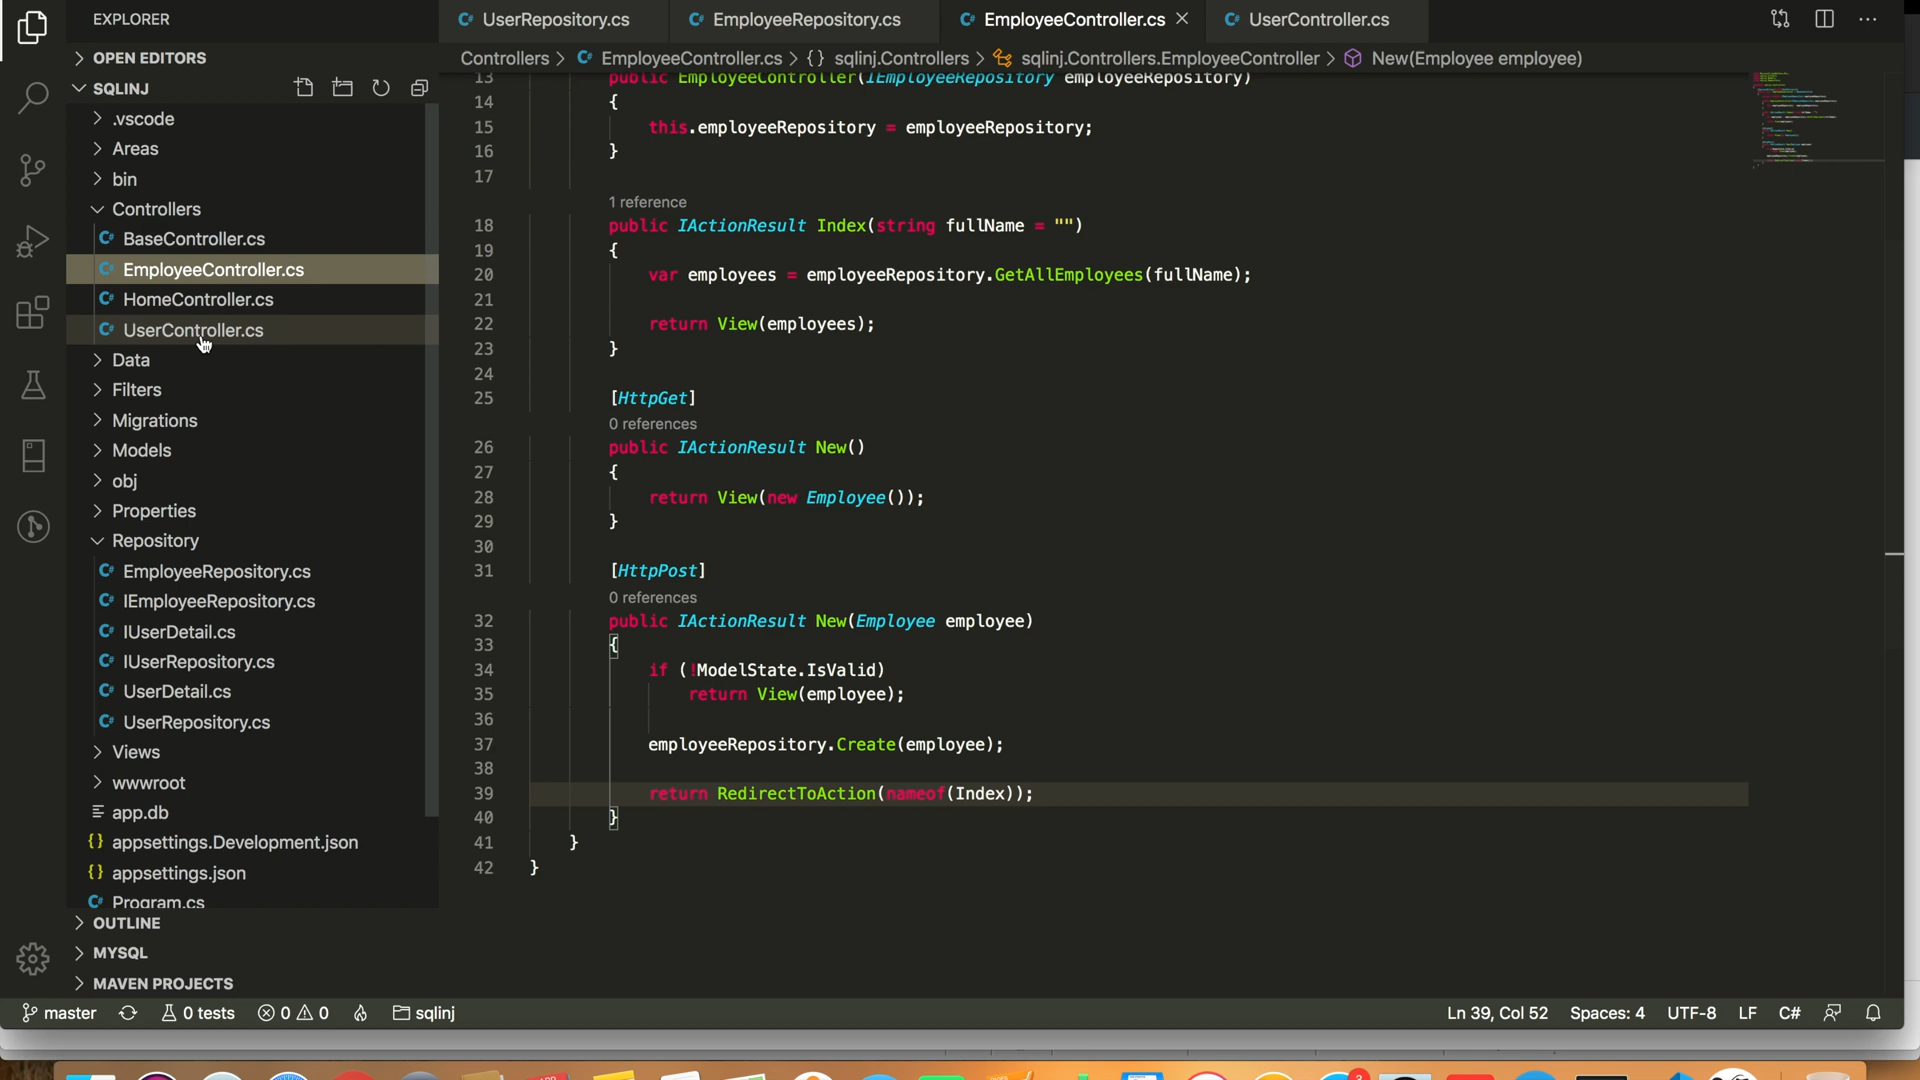 EXPLORER
OPEN EDITORS
SQLINJ
.vscode
Areas
bin
Controllers
BaseController.cs
EmployeeController.cs
HomeController.cs
UserController.cs
Data
Filters
Migrations
Models
obj
Properties
Repository
EmployeeRepository.cs
IEmployeeRepository.cs
IUserDetail.cs
IUserRepository.cs
UserDetail.cs
UserRepository.cs
Views
wwwroot
app.db
appsettings.Development.json
appsettings.json
Program.cs
OUTLINE
MYSQL
MAVEN PROJECTS
UserRepository.cs EmployeeRepository.cs EmployeeController.cs UserController.cs
Controllers > EmployeeController.cs > {} sqlinj.Controllers > sqlinj.Controllers.EmployeeController > New(Employee employee)
13 public EmployeeController(IEmployeeRepository employeeRepository)
14 {
15 this.employeeRepository = employeeRepository;
16 }
17
1 reference
18 public IActionResult Index(string fullName = "")
19 {
20 var employees = employeeRepository.GetAllEmployees(fullName);
21
22 return View(employees);
23 }
24
25 [HttpGet]
0 references
26 public IActionResult New()
27 {
28 return View(new Employee());
29 }
30
31 [HttpPost]
0 references
32 public IActionResult New(Employee employee)
33 {
34 if (!ModelState.IsValid)
35 return View(employee);
36
37 employeeRepository.Create(employee);
38
39 return RedirectToAction(nameof(Index));
40 }
41 }
42 }
master 0 tests 0 0 sqlinj Ln 39, Col 52 Spaces: 4 UTF-8 LF C#
3